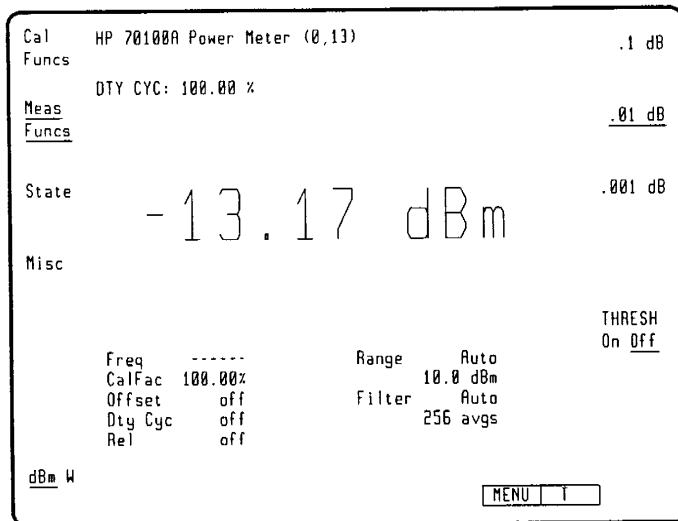 Cal
Funcs
HP 70100A Power Meter (0,13)
.1 dB
DTY CYC: 100.00 %
Meas
Funcs
.01 dB
State
-13.17 dBm
.001 dB
Misc
THRESH
On Off
Freq ------
CalFac 100.00%
Offset off
Dty Cyc off
Rel off
Range Auto
10.0 dBm
Filter Auto
256 avgs
dBm W
MENU T